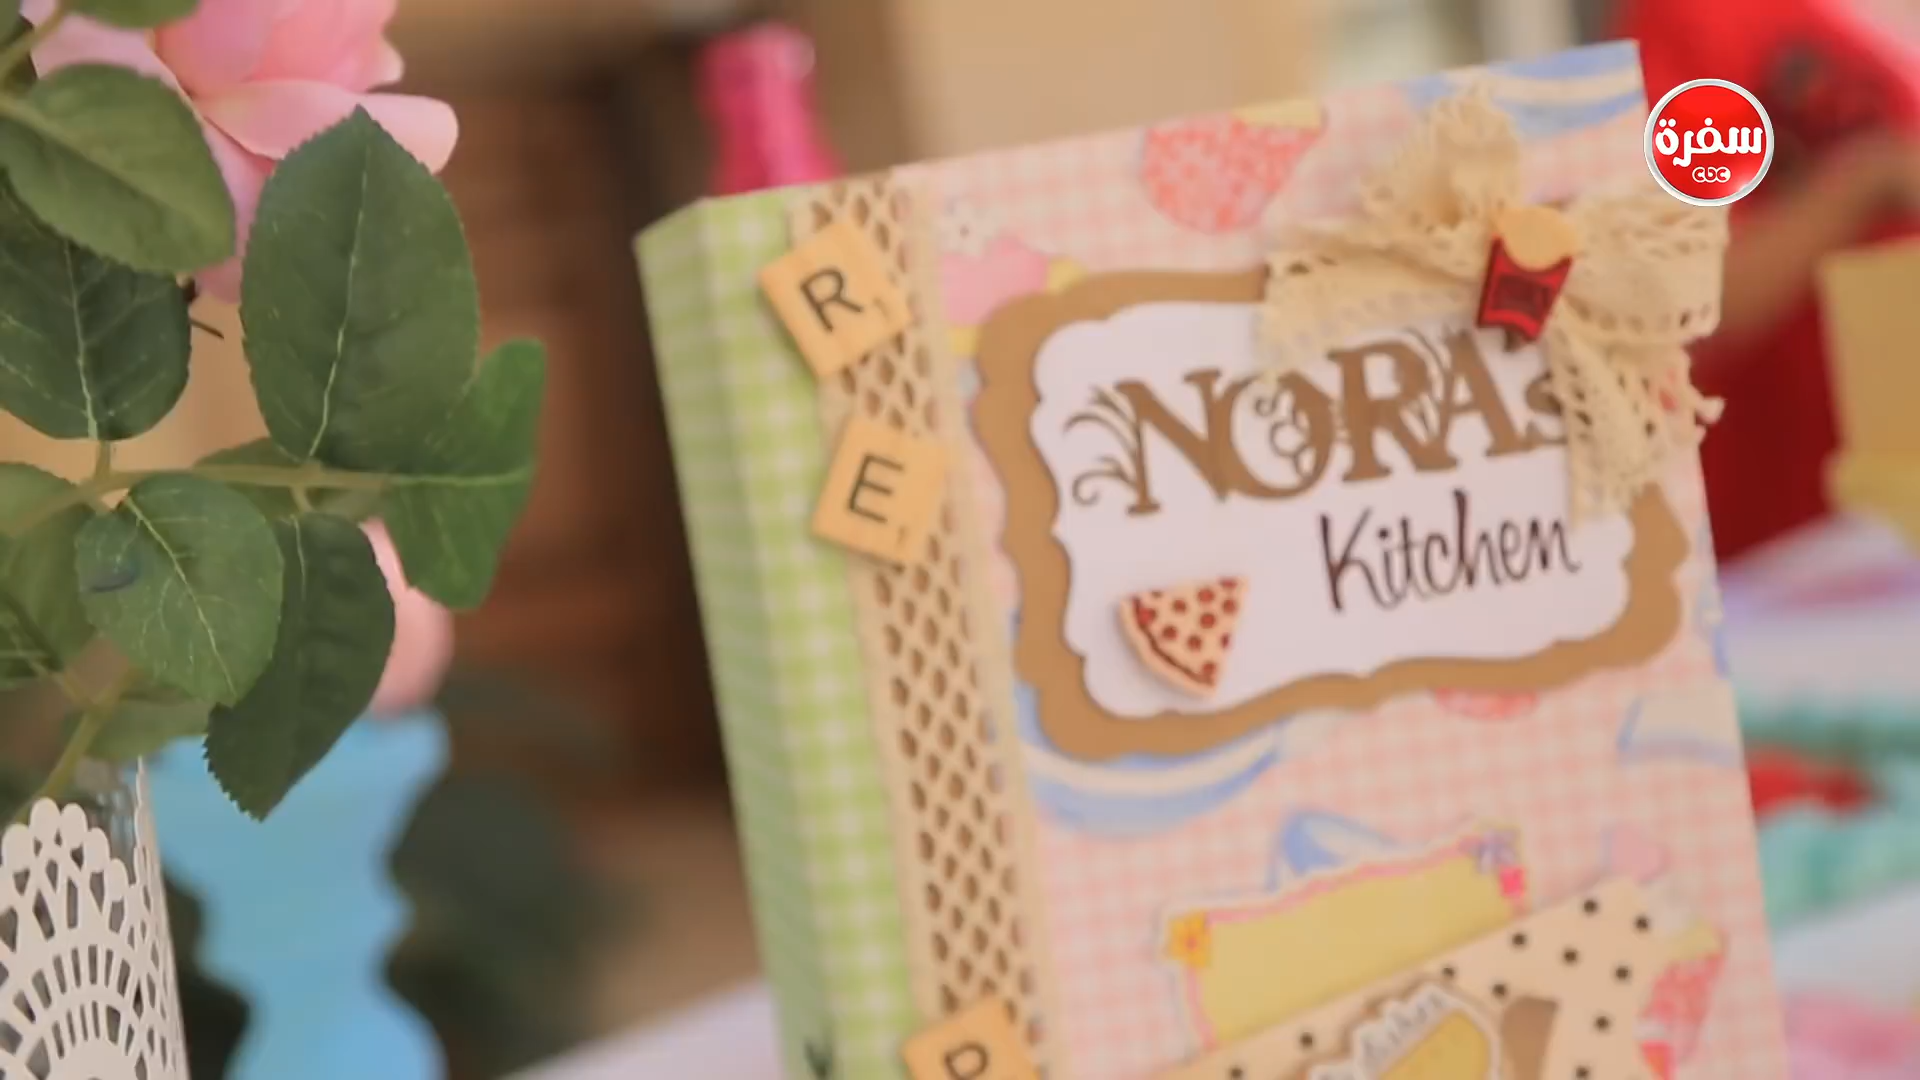 سفرة
cbc
NORA's
Kitchen
R
E